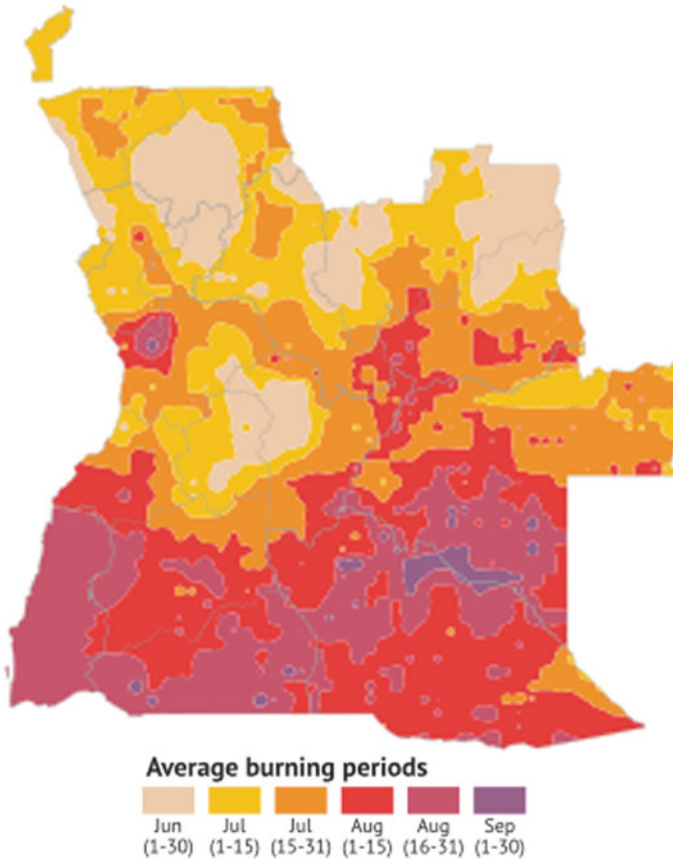 Average burning periods
Jun Jul Jul Aug Aug Sep
(1-30) (1-15) (15-31) (1-15) (16-31) (1-30)